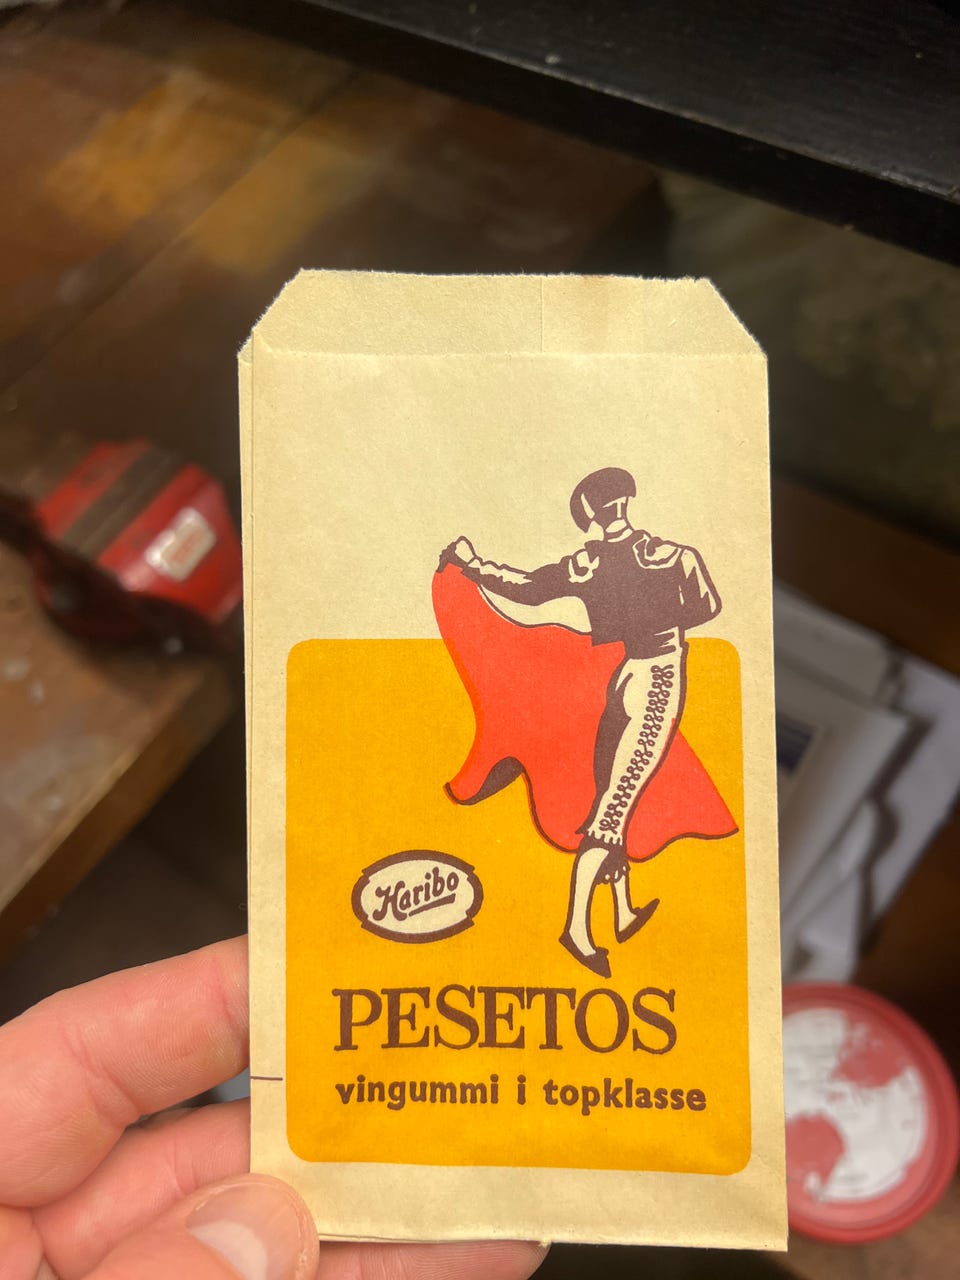 Haribo
PESETOS
vingummi i topklasse